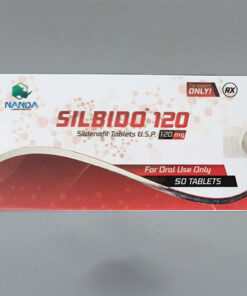 ONLY!
RX
NANDA
SILBIDO 120
Sildenafil Tablets U.S.P. 120 mg
For Oral Use Only
50 TABLETS